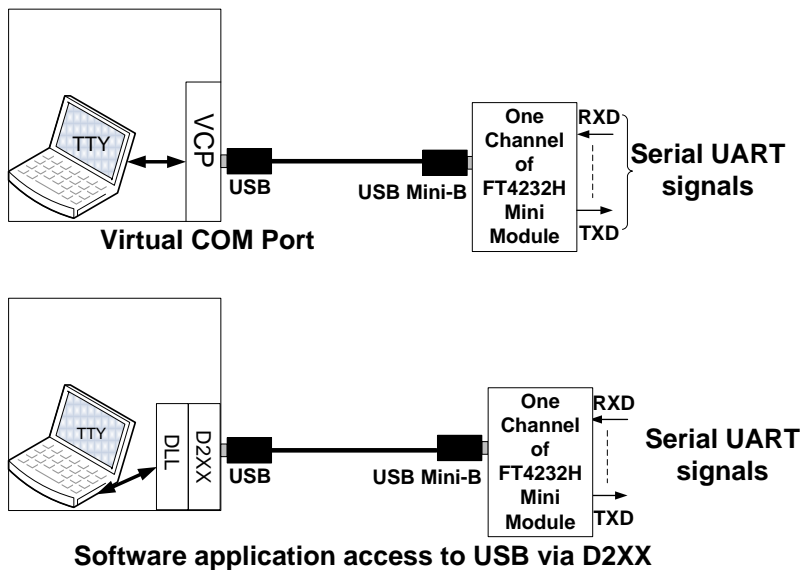 TTY
VCP
USB
USB Mini-B
One
Channel
of
FT4232H
Mini
Module
RXD
TXD
Serial UART
signals
Virtual COM Port
TTY
DLL
D2XX
USB
USB Mini-B
One
Channel
of
FT4232H
Mini
Module
RXD
TXD
Serial UART
signals
Software application access to USB via D2XX